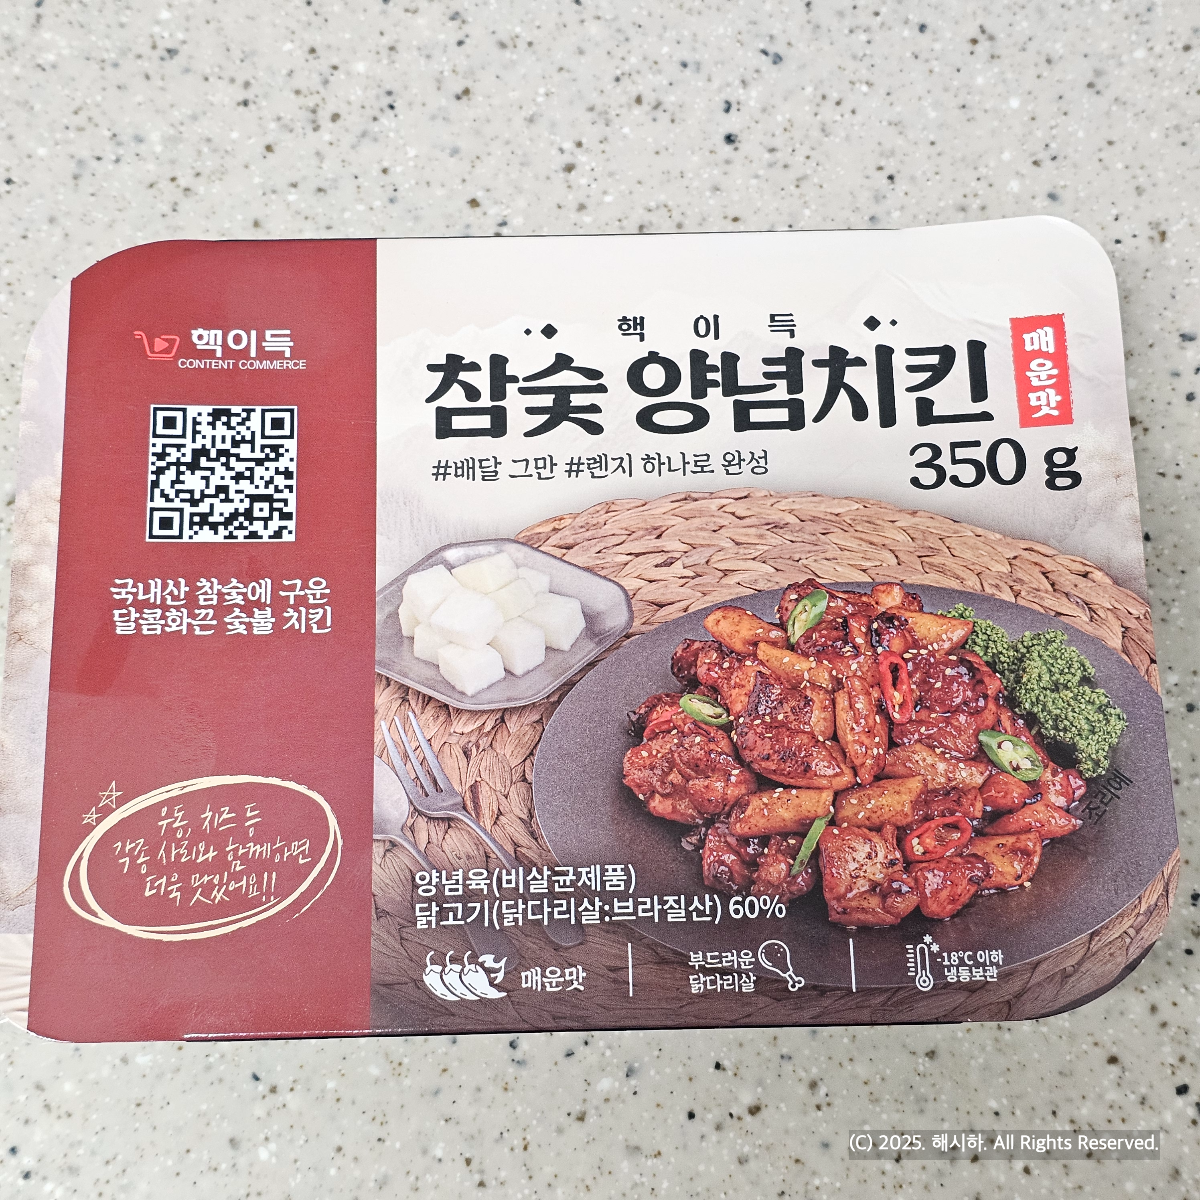 핵이득
CONTENT COMMERCE
국내산 참숯에 구운
달콤화끈 숯불 치킨
우동, 치즈 등
각종 사리와 함께하면
더욱 맛있어요!!
핵이득
참숯 양념치킨
매운맛
350 g
#배달 그만 #렌지 하나로 완성
양념육(비살균제품)
닭고기(닭다리살:브라질산) 60%
매운맛
부드러운
닭다리살
-18°C 이하
냉동보관
(C) 2025. 해시하. All Rights Reserved.